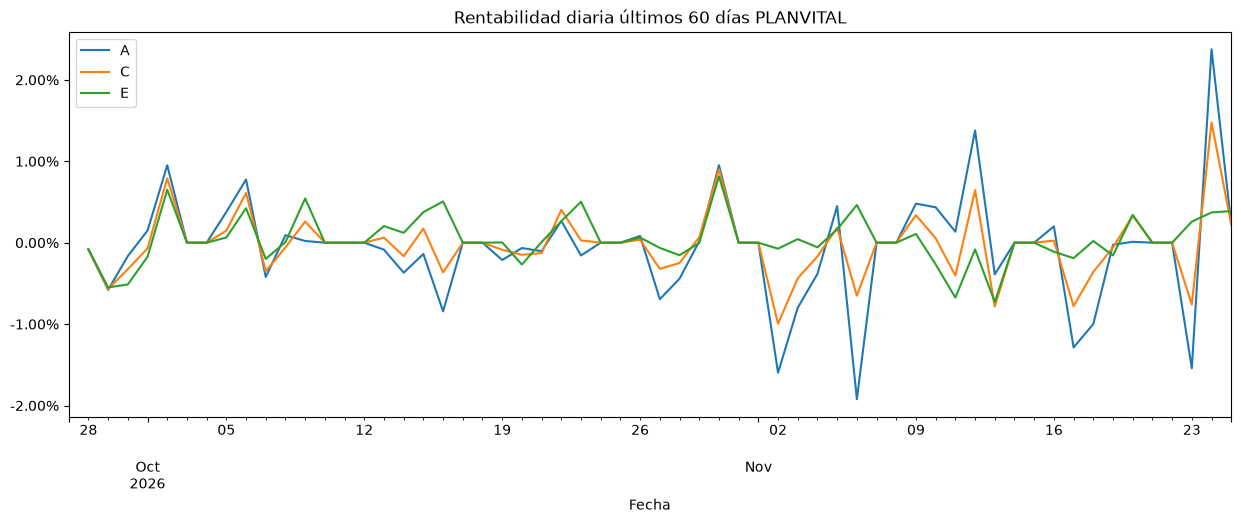 Rentabilidad diaria últimos 60 días PLANVITAL
A
C
E
2.00%
1.00%
0.00%
-1.00%
-2.00%
28 05 12 19 26 02 09 16 23
Oct Nov
2026
Fecha